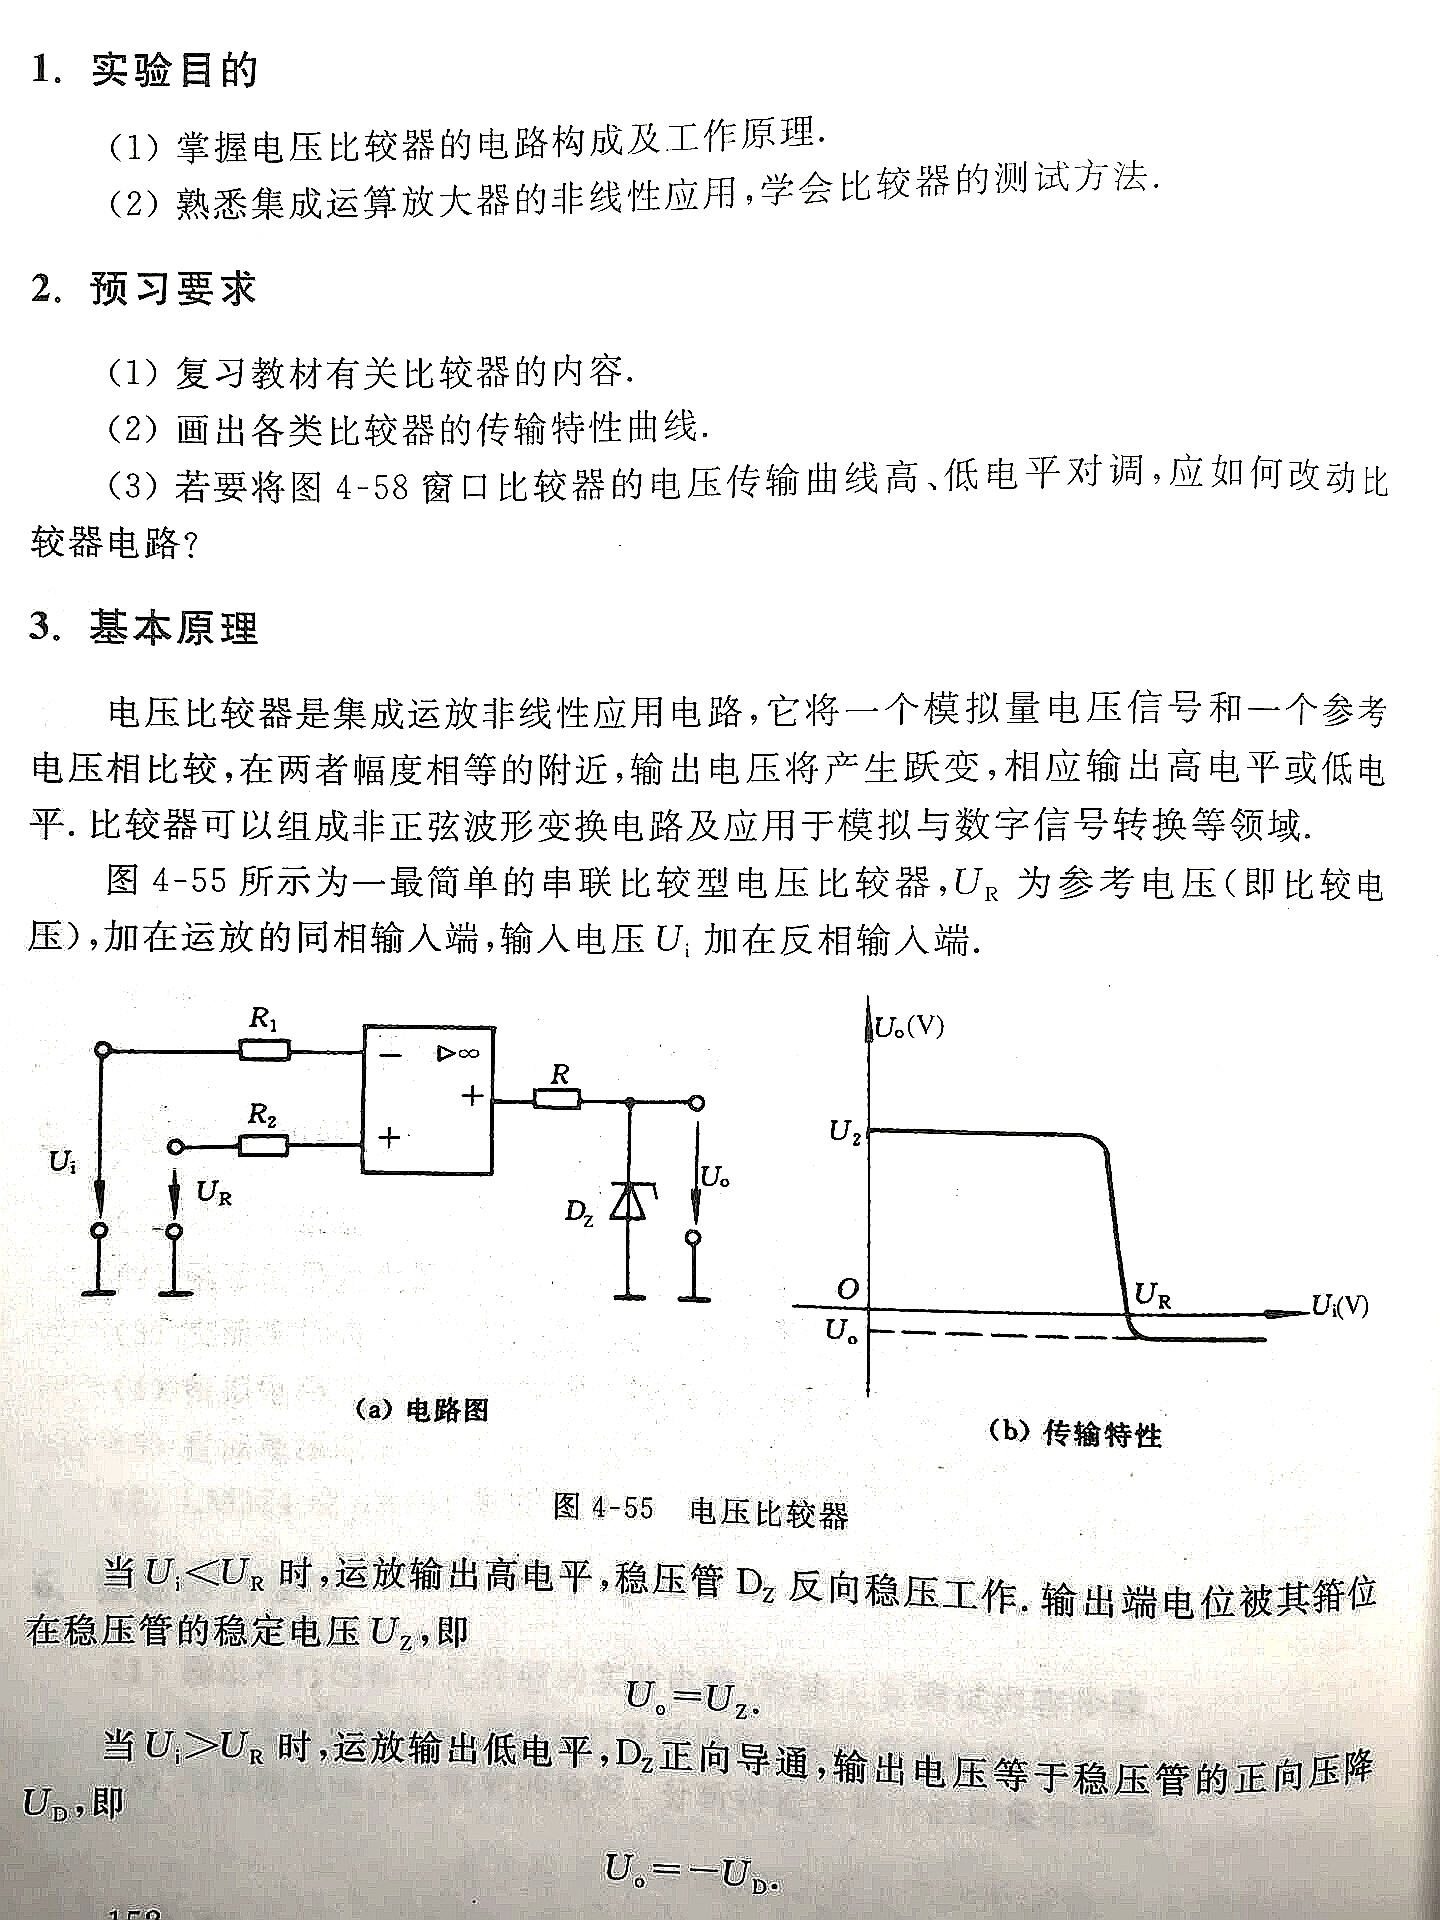 1. 实验目的
(1) 掌握电压比较器的电路构成及工作原理.
(2) 熟悉集成运算放大器的非线性应用,学会比较器的测试方法.
2. 预习要求
(1) 复习教材有关比较器的内容.
(2) 画出各类比较器的传输特性曲线.
(3) 若要将图 4-58 窗口比较器的电压传输曲线高、低电平对调,应如何改动比
较器电路?
3. 基本原理
电压比较器是集成运放非线性应用电路,它将一个模拟量电压信号和一个参考
电压相比较,在两者幅度相等的附近,输出电压将产生跃变,相应输出高电平或低电
平. 比较器可以组成非正弦波形变换电路及应用于模拟与数字信号转换等领域.
图 4-55 所示为一最简单的串联比较型电压比较器,U_R 为参考电压(即比较电
压),加在运放的同相输入端,输入电压 U_i 加在反相输入端.
R_1
− ▷∞
+
R
R_2
+
U_i
U_R
D_Z
U_o
(a) 电路图
U_o(V)
U_2
O
U_R
U_i(V)
U_o
(b) 传输特性
图 4-55 电压比较器
当 U_i<U_R 时,运放输出高电平,稳压管 D_Z 反向稳压工作. 输出端电位被其箝位
在稳压管的稳定电压 U_Z,即
U_o=U_Z.
当 U_i>U_R 时,运放输出低电平,D_Z正向导通,输出电压等于稳压管的正向压降
U_D,即
U_o=−U_D.